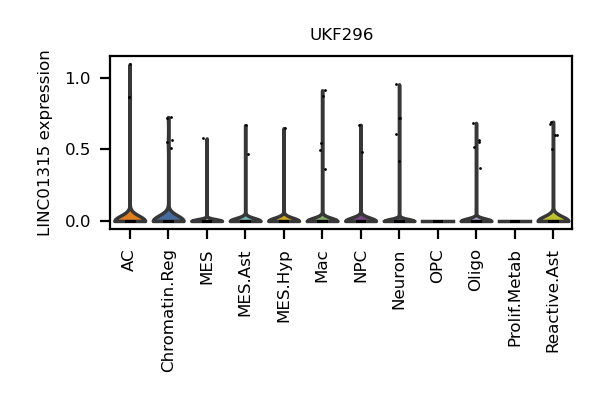 UKF296
LINC01315 expression
1.0
0.5
0.0
AC
Chromatin.Reg
MES
MES.Ast
MES.Hyp
Mac
NPC
Neuron
OPC
Oligo
Prolif.Metab
Reactive.Ast